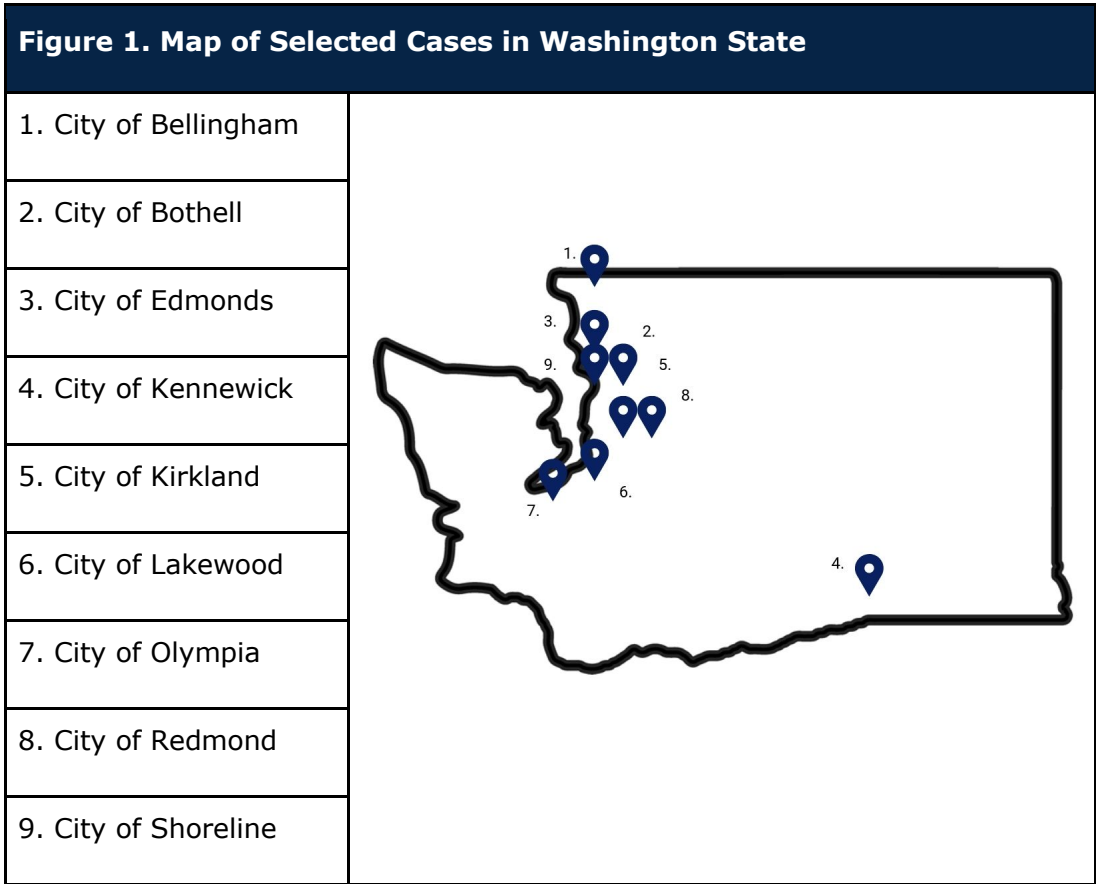 Figure 1. Map of Selected Cases in Washington State
1. City of Bellingham
2. City of Bothell
3. City of Edmonds
4. City of Kennewick
5. City of Kirkland
6. City of Lakewood
7. City of Olympia
8. City of Redmond
9. City of Shoreline
1.
3.
2.
9.
5.
8.
6.
7.
4.